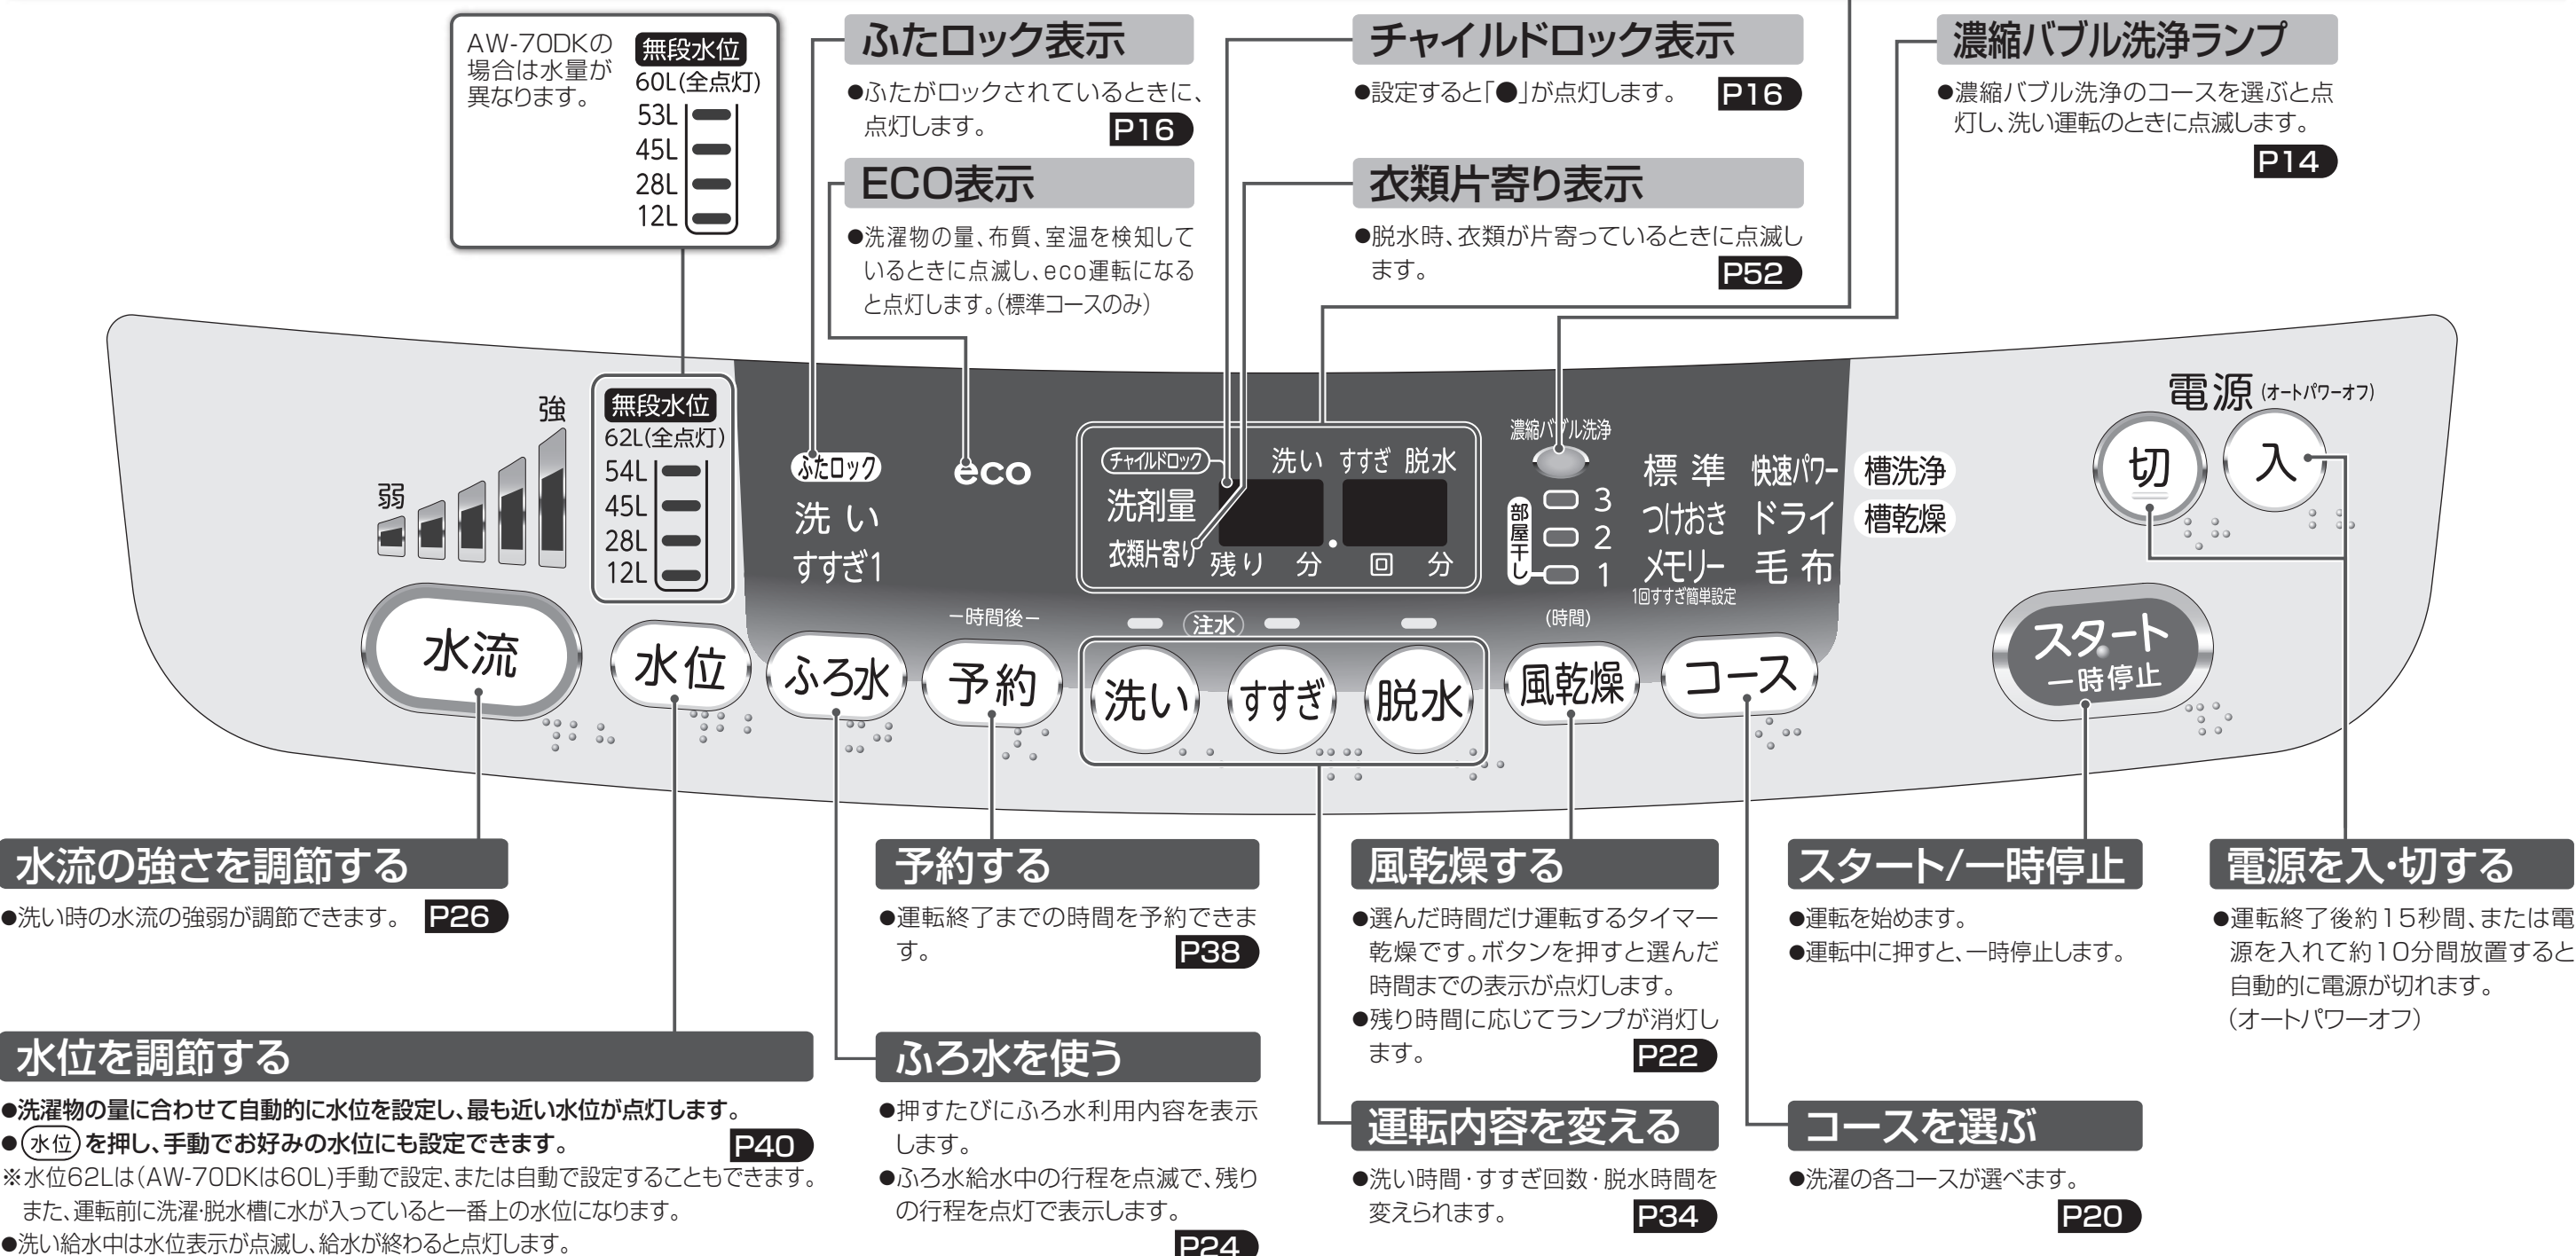 AW-70DKの
場合は水量が
異なります。
無段水位
60L(全点灯)
53L
45L
28L
12L
ふたロック表示
●ふたがロックされているときに、
点灯します。 P16
ECO表示
●洗濯物の量、布質、室温を検知して
いるときに点滅し、eco運転になる
と点灯します。(標準コースのみ)
チャイルドロック表示
●設定すると「●」が点灯します。 P16
衣類片寄り表示
●脱水時、衣類が片寄っているときに点滅し
ます。 P52
濃縮バブル洗浄ランプ
●濃縮バブル洗浄のコースを選ぶと点
灯し、洗い運転のときに点滅します。
P14
弱
強
無段水位
62L(全点灯)
54L
45L
28L
12L
ふたロック
洗い
すすぎ1
eco
チャイルドロック
洗い すすぎ 脱水
洗剤量
衣類片寄り
残り 分 回 分
濃縮バブル洗浄
部屋干し
3
2
1
(時間)
標準 快速パワー 槽洗浄
つけおき ドライ 槽乾燥
メモリー 毛布
1回すすぎ簡単設定
電源(オートパワーオフ)
切 入
ー時間後ー
注水
水流
水位
ふろ水
予約
洗い
すすぎ
脱水
風乾燥
コース
スタート
一時停止
水流の強さを調節する
●洗い時の水流の強弱が調節できます。 P26
水位を調節する
●洗濯物の量に合わせて自動的に水位を設定し、最も近い水位が点灯します。
●水位を押し、手動でお好みの水位にも設定できます。 P40
※水位62Lは(AW-70DKは60L)手動で設定、または自動で設定することもできます。
また、運転前に洗濯・脱水槽に水が入っていると一番上の水位になります。
●洗い給水中は水位表示が点滅し、給水が終わると点灯します。
予約する
●運転終了までの時間を予約できま
す。 P38
ふろ水を使う
●押すたびにふろ水利用内容を表示
します。
●ふろ水給水中の行程を点滅で、残り
の行程を点灯で表示します。
P24
風乾燥する
●選んだ時間だけ運転するタイマー
乾燥です。ボタンを押すと選んだ
時間までの表示が点灯します。
●残り時間に応じてランプが消灯し
ます。 P22
運転内容を変える
●洗い時間・すすぎ回数・脱水時間を
変えられます。 P34
スタート/一時停止
●運転を始めます。
●運転中に押すと、一時停止します。
コースを選ぶ
●洗濯の各コースが選べます。
P20
電源を入・切する
●運転終了後約15秒間、または電
源を入れて約10分間放置すると
自動的に電源が切れます。
(オートパワーオフ)